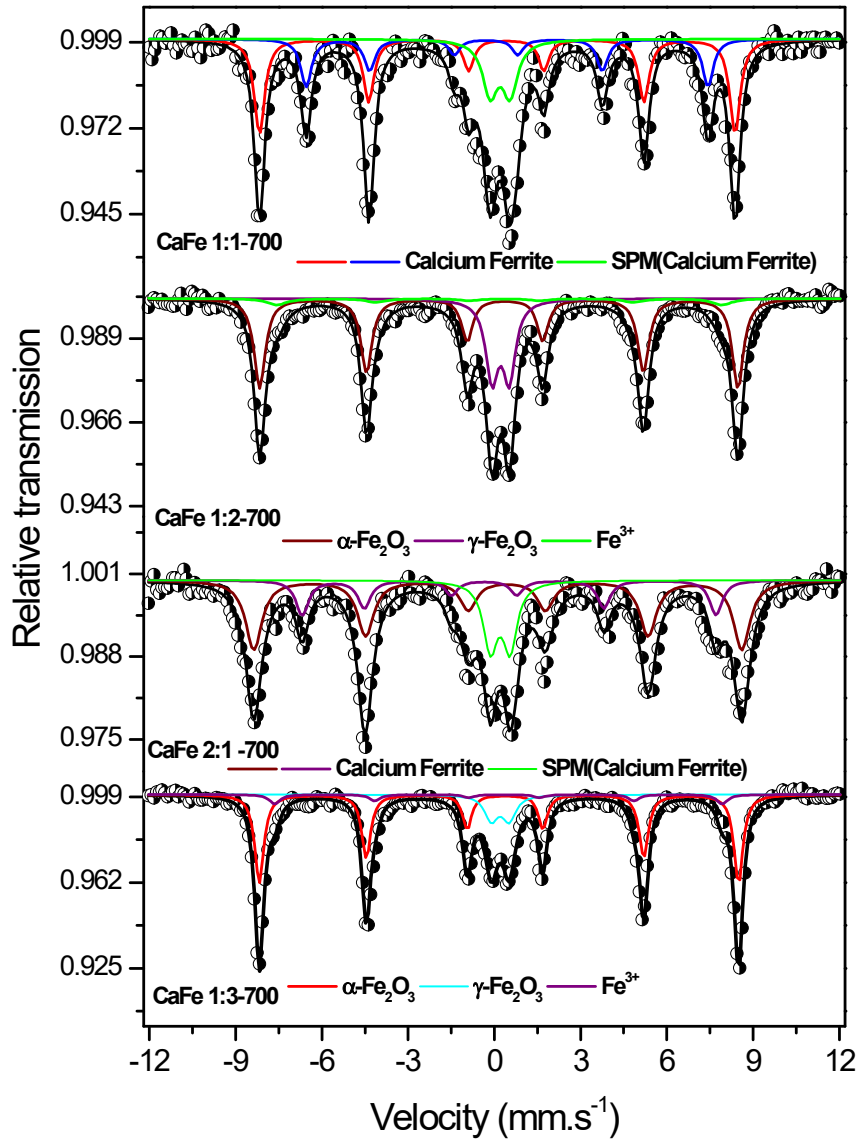 Relative transmission
0.999
0.972
0.945
CaFe 1:1-700
Calcium Ferrite SPM(Calcium Ferrite)
0.989
0.966
0.943
CaFe 1:2-700
α-Fe₂O₃ γ-Fe₂O₃ Fe³⁺
1.001
0.988
0.975
CaFe 2:1 -700
Calcium Ferrite SPM(Calcium Ferrite)
0.999
0.962
0.925
CaFe 1:3-700
α-Fe₂O₃ γ-Fe₂O₃ Fe³⁺
-12 -9 -6 -3 0 3 6 9 12
Velocity (mm.s⁻¹)